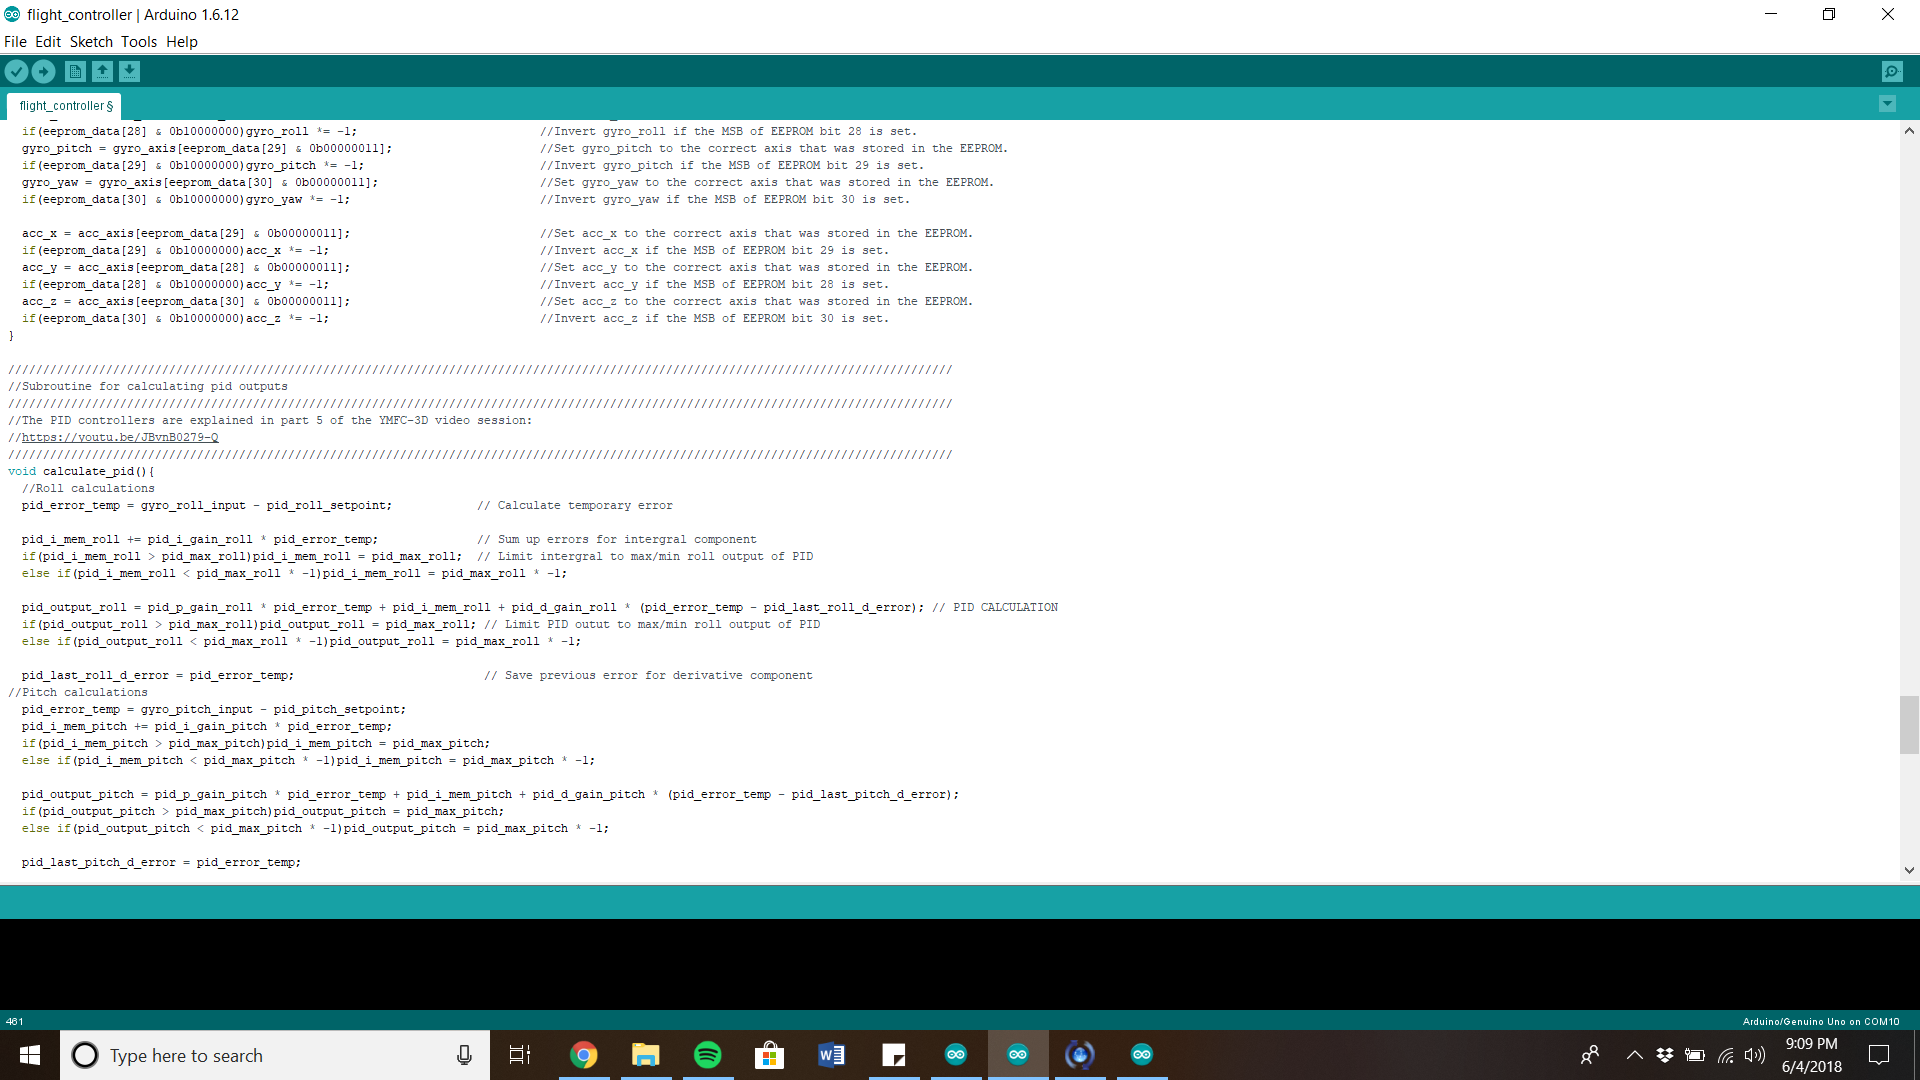 flight_controller | Arduino 1.6.12
File Edit Sketch Tools Help
flight_controller §
if(eeprom_data[28] & 0b10000000)gyro_roll *= -1; //Invert gyro_roll if the MSB of EEPROM bit 28 is set.
gyro_pitch = gyro_axis[eeprom_data[29] & 0b00000011]; //Set gyro_pitch to the correct axis that was stored in the EEPROM.
if(eeprom_data[29] & 0b10000000)gyro_pitch *= -1; //Invert gyro_pitch if the MSB of EEPROM bit 29 is set.
gyro_yaw = gyro_axis[eeprom_data[30] & 0b00000011]; //Set gyro_yaw to the correct axis that was stored in the EEPROM.
if(eeprom_data[30] & 0b10000000)gyro_yaw *= -1; //Invert gyro_yaw if the MSB of EEPROM bit 30 is set.
acc_x = acc_axis[eeprom_data[29] & 0b00000011]; //Set acc_x to the correct axis that was stored in the EEPROM.
if(eeprom_data[29] & 0b10000000)acc_x *= -1; //Invert acc_x if the MSB of EEPROM bit 29 is set.
acc_y = acc_axis[eeprom_data[28] & 0b00000011]; //Set acc_y to the correct axis that was stored in the EEPROM.
if(eeprom_data[28] & 0b10000000)acc_y *= -1; //Invert acc_y if the MSB of EEPROM bit 28 is set.
acc_z = acc_axis[eeprom_data[30] & 0b00000011]; //Set acc_z to the correct axis that was stored in the EEPROM.
if(eeprom_data[30] & 0b10000000)acc_z *= -1; //Invert acc_z if the MSB of EEPROM bit 30 is set.
}
///////////////////////////////////////////////////////////////////////////////////////////////////////////////////////////////////////
//Subroutine for calculating pid outputs
///////////////////////////////////////////////////////////////////////////////////////////////////////////////////////////////////////
//The PID controllers are explained in part 5 of the YMFC-3D video session:
//https://youtu.be/JBvnB0279-Q
///////////////////////////////////////////////////////////////////////////////////////////////////////////////////////////////////////
void calculate_pid(){
//Roll calculations
pid_error_temp = gyro_roll_input - pid_roll_setpoint; // Calculate temporary error
pid_i_mem_roll += pid_i_gain_roll * pid_error_temp; // Sum up errors for intergral component
if(pid_i_mem_roll > pid_max_roll)pid_i_mem_roll = pid_max_roll; // Limit intergral to max/min roll output of PID
else if(pid_i_mem_roll < pid_max_roll * -1)pid_i_mem_roll = pid_max_roll * -1;
pid_output_roll = pid_p_gain_roll * pid_error_temp + pid_i_mem_roll + pid_d_gain_roll * (pid_error_temp - pid_last_roll_d_error); // PID CALCULATION
if(pid_output_roll > pid_max_roll)pid_output_roll = pid_max_roll; // Limit PID outut to max/min roll output of PID
else if(pid_output_roll < pid_max_roll * -1)pid_output_roll = pid_max_roll * -1;
pid_last_roll_d_error = pid_error_temp; // Save previous error for derivative component
//Pitch calculations
pid_error_temp = gyro_pitch_input - pid_pitch_setpoint;
pid_i_mem_pitch += pid_i_gain_pitch * pid_error_temp;
if(pid_i_mem_pitch > pid_max_pitch)pid_i_mem_pitch = pid_max_pitch;
else if(pid_i_mem_pitch < pid_max_pitch * -1)pid_i_mem_pitch = pid_max_pitch * -1;
pid_output_pitch = pid_p_gain_pitch * pid_error_temp + pid_i_mem_pitch + pid_d_gain_pitch * (pid_error_temp - pid_last_pitch_d_error);
if(pid_output_pitch > pid_max_pitch)pid_output_pitch = pid_max_pitch;
else if(pid_output_pitch < pid_max_pitch * -1)pid_output_pitch = pid_max_pitch * -1;
pid_last_pitch_d_error = pid_error_temp;
461 Arduino/Genuino Uno on COM10
Type here to search
9:09 PM
6/4/2018